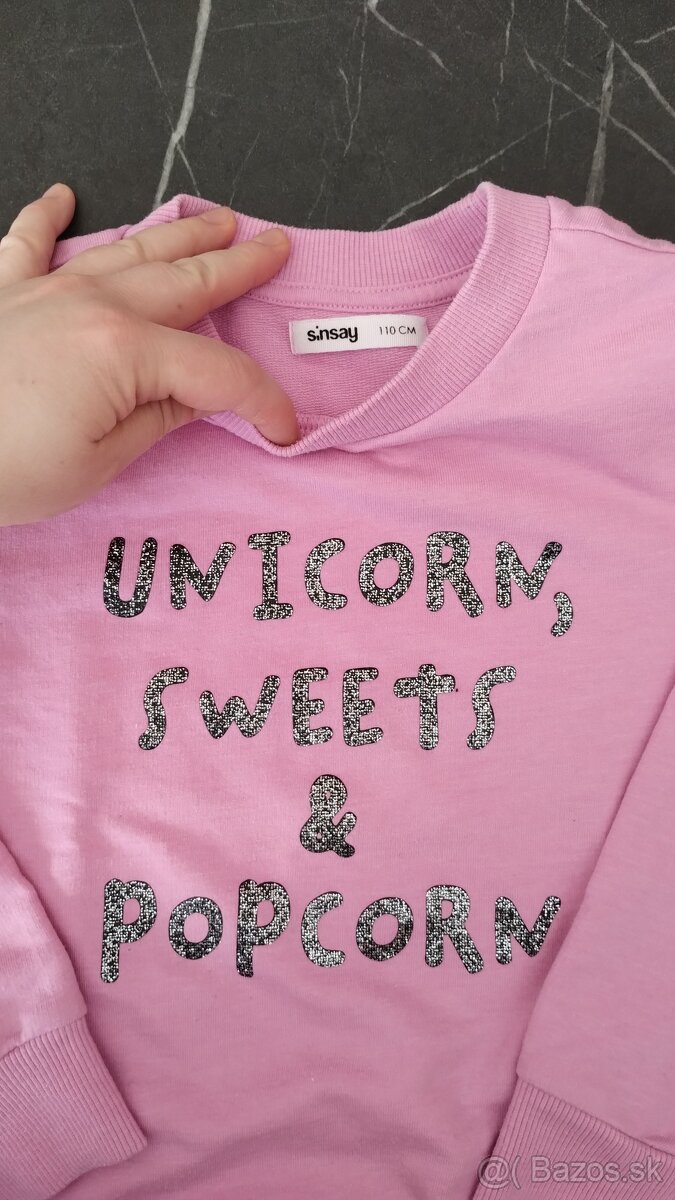 sinsay 110 CM
UNICORN,
SWEETS
&
POPCORN
@( Bazos.sk